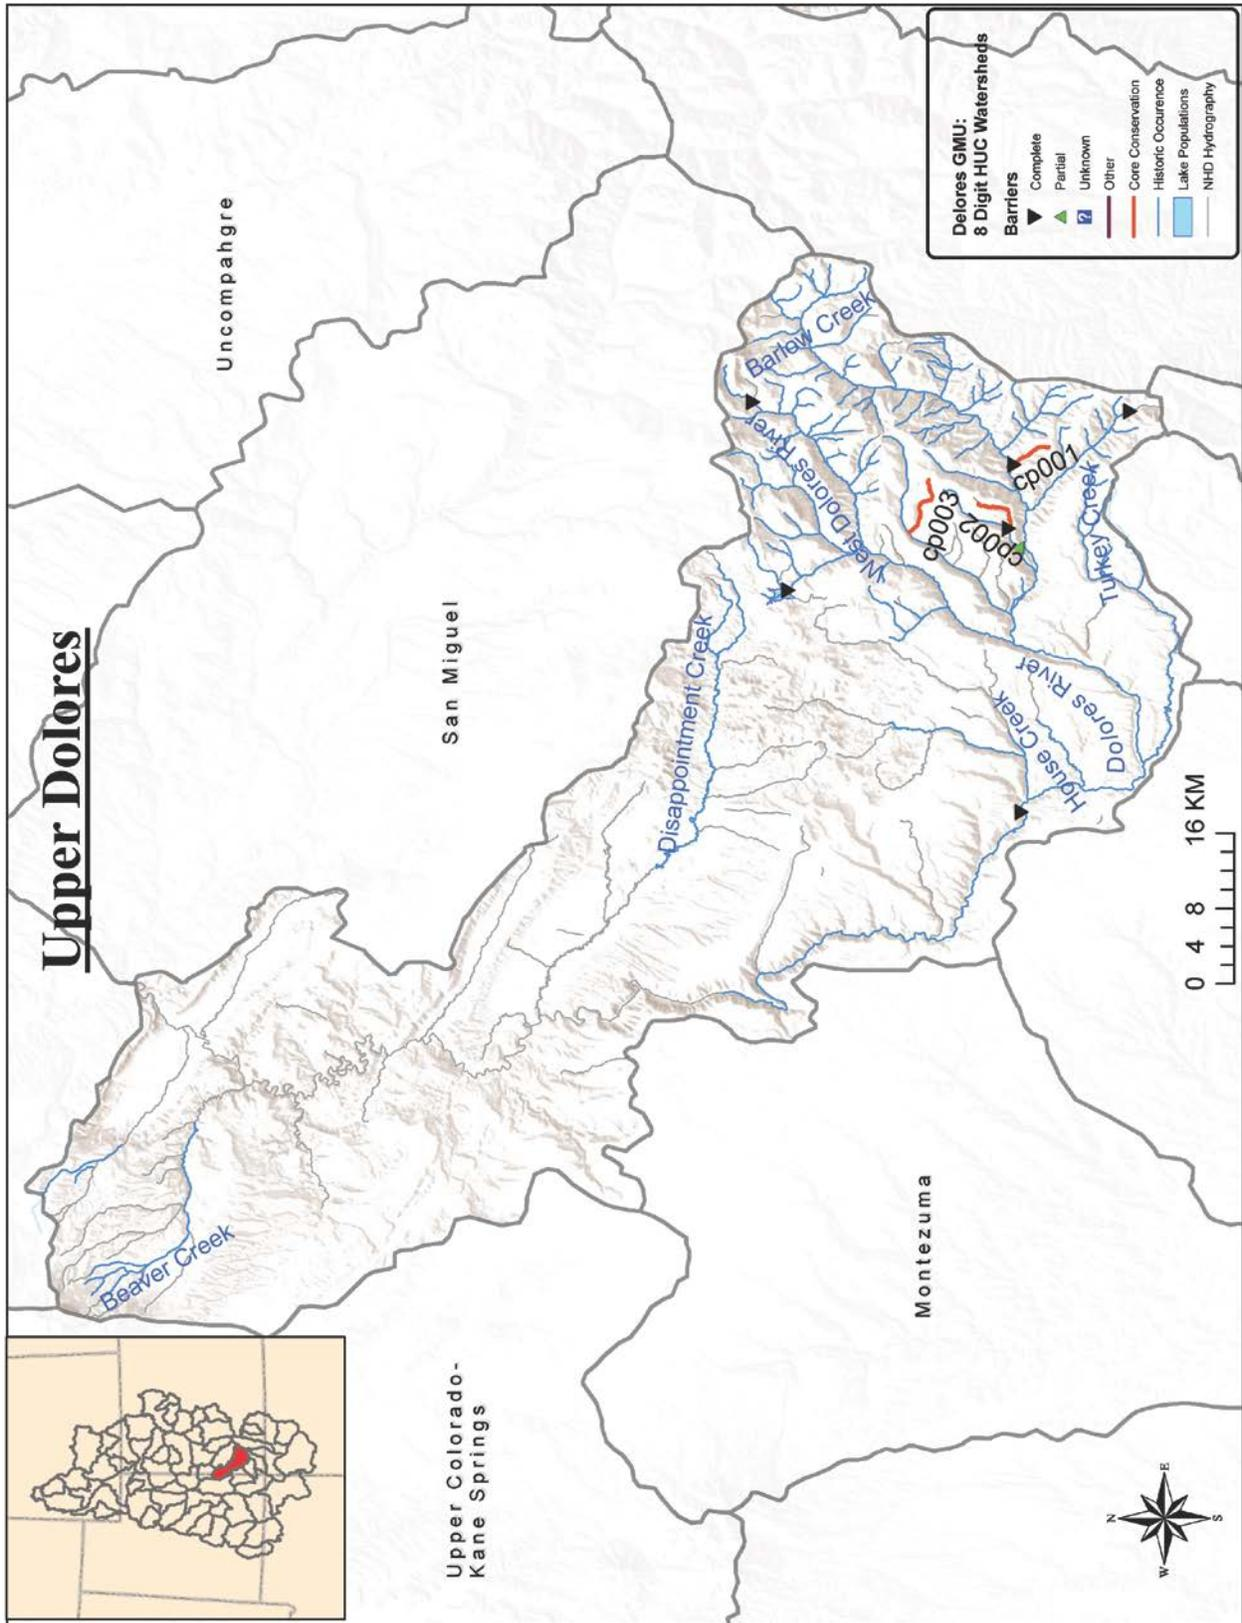 Upper Dolores
Uncompahgre
San Miguel
Upper Colorado-
Kane Springs
Montezuma
Beaver Creek
Disappointment Creek
West Dolores River
Barlow Creek
House Creek
Dolores River
Turkey Creek
cp001
cp002
cp003
0 4 8 16 KM
N
W
E
S
Delores GMU:
8 Digit HUC Watersheds
Barriers
Complete
Partial
? Unknown
Other
Core Conservation
Historic Occurence
Lake Populations
NHD Hydrography